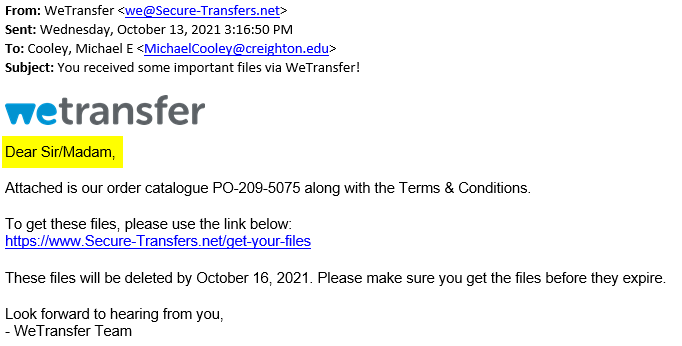 From: WeTransfer <we@Secure-Transfers.net>
Sent: Wednesday, October 13, 2021 3:16:50 PM
To: Cooley, Michael E <MichaelCooley@creighton.edu>
Subject: You received some important files via WeTransfer!
wetransfer
Dear Sir/Madam,
Attached is our order catalogue PO-209-5075 along with the Terms & Conditions.
To get these files, please use the link below:
https://www.Secure-Transfers.net/get-your-files
These files will be deleted by October 16, 2021. Please make sure you get the files before they expire.
Look forward to hearing from you,
- WeTransfer Team